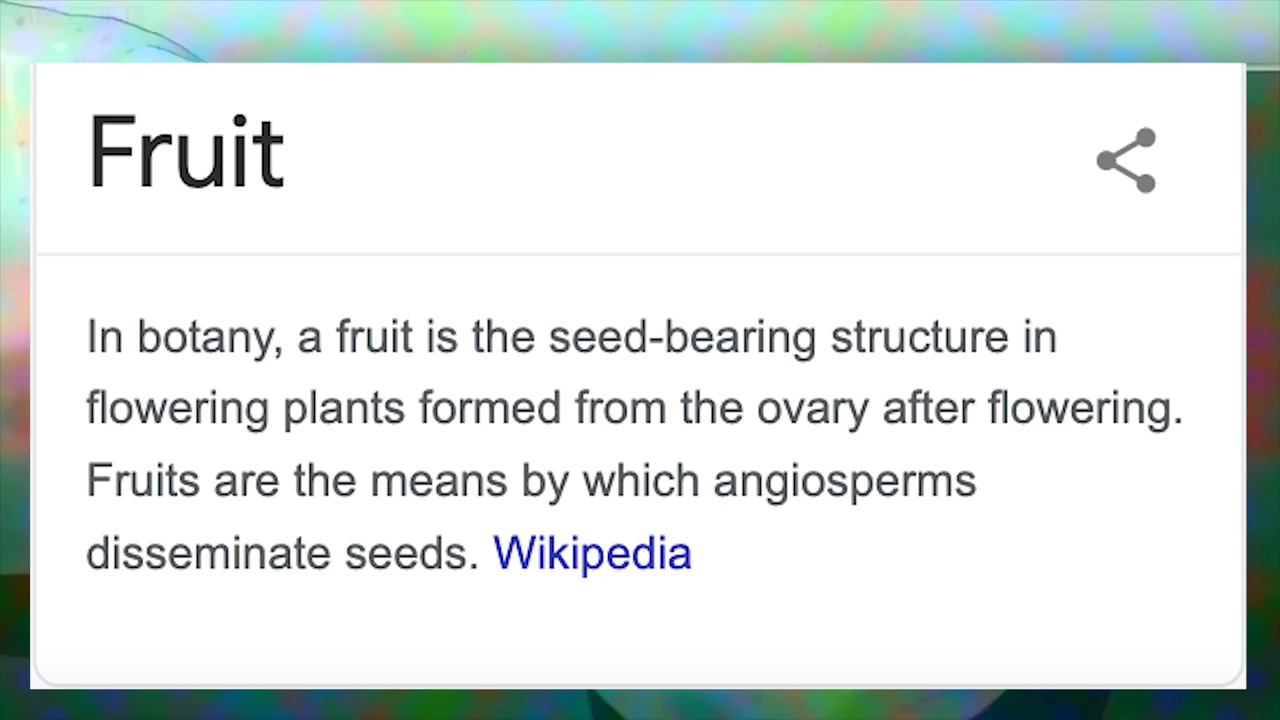 Fruit
In botany, a fruit is the seed-bearing structure in
flowering plants formed from the ovary after flowering.
Fruits are the means by which angiosperms
disseminate seeds. Wikipedia